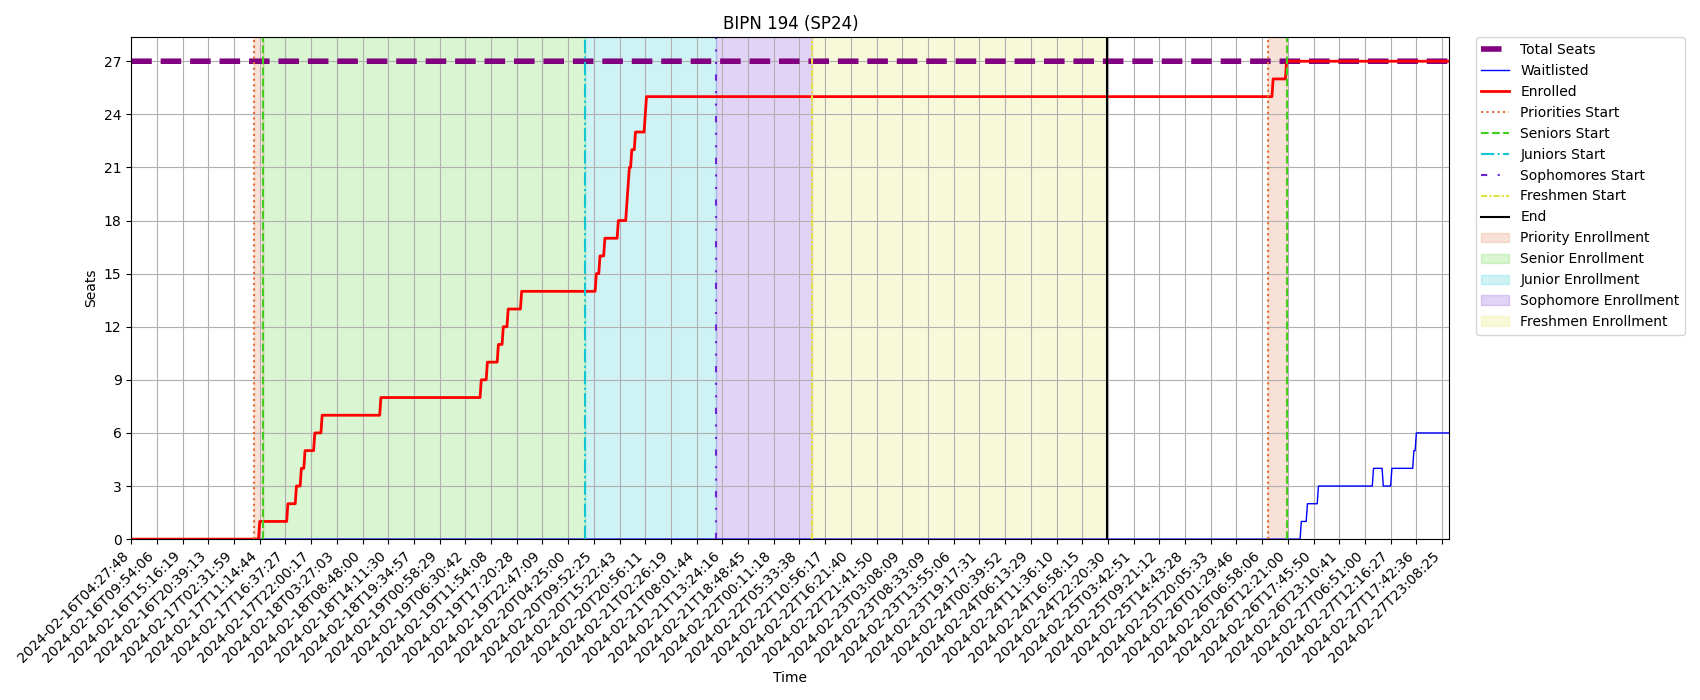 BIPN 194 (SP24)
27
24
21
18
15
12
9
6
3
0
Seats
2024-02-16T04:27:48
2024-02-16T09:54:06
2024-02-16T15:16:19
2024-02-16T20:39:13
2024-02-17T02:31:59
2024-02-17T11:14:44
2024-02-17T16:37:27
2024-02-17T22:00:17
2024-02-18T03:27:03
2024-02-18T08:48:00
2024-02-18T14:11:30
2024-02-18T19:34:57
2024-02-19T00:58:29
2024-02-19T06:30:42
2024-02-19T11:54:08
2024-02-19T17:20:28
2024-02-19T22:47:09
2024-02-20T04:25:00
2024-02-20T09:52:25
2024-02-20T15:22:43
2024-02-20T20:56:11
2024-02-21T02:26:19
2024-02-21T08:01:44
2024-02-21T13:24:16
2024-02-21T18:48:45
2024-02-22T00:11:18
2024-02-22T05:33:38
2024-02-22T10:56:17
2024-02-22T16:21:40
2024-02-22T21:41:50
2024-02-23T03:08:09
2024-02-23T08:33:09
2024-02-23T13:55:06
2024-02-23T19:17:31
2024-02-24T00:39:52
2024-02-24T06:13:29
2024-02-24T11:36:10
2024-02-24T16:58:15
2024-02-24T22:20:30
2024-02-25T03:42:51
2024-02-25T09:21:12
2024-02-25T14:43:28
2024-02-25T20:05:33
2024-02-26T01:29:46
2024-02-26T06:58:06
2024-02-26T12:21:00
2024-02-26T17:45:50
2024-02-26T23:10:41
2024-02-27T06:51:00
2024-02-27T12:16:27
2024-02-27T17:42:36
2024-02-27T23:08:25
Time
Total Seats
Waitlisted
Enrolled
Priorities Start
Seniors Start
Juniors Start
Sophomores Start
Freshmen Start
End
Priority Enrollment
Senior Enrollment
Junior Enrollment
Sophomore Enrollment
Freshmen Enrollment